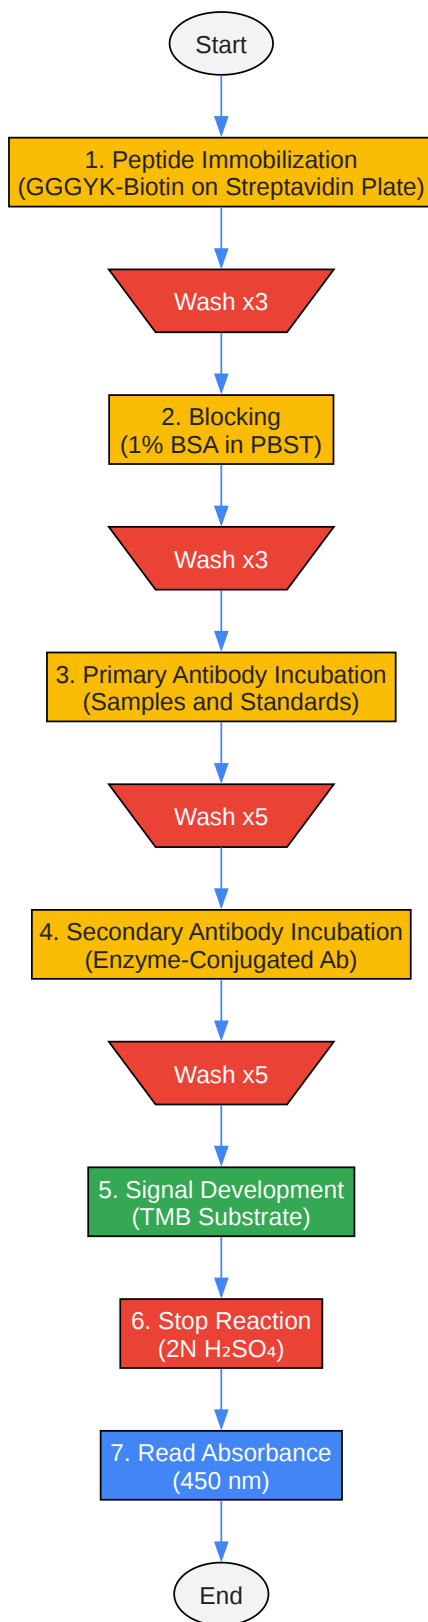 Start
1. Peptide Immobilization
(GGGYK-Biotin on Streptavidin Plate)
Wash x3
2. Blocking
(1% BSA in PBST)
Wash x3
3. Primary Antibody Incubation
(Samples and Standards)
Wash x5
4. Secondary Antibody Incubation
(Enzyme-Conjugated Ab)
Wash x5
5. Signal Development
(TMB Substrate)
6. Stop Reaction
(2N H₂SO₄)
7. Read Absorbance
(450 nm)
End